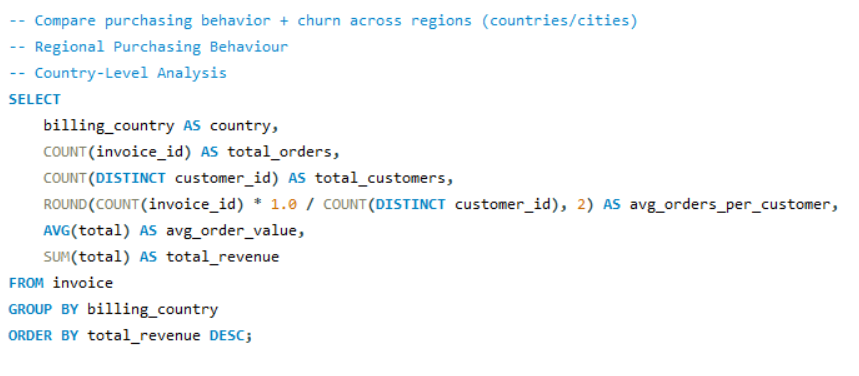 -- Compare purchasing behavior + churn across regions (countries/cities)
-- Regional Purchasing Behaviour
-- Country-Level Analysis
SELECT
    billing_country AS country,
    COUNT(invoice_id) AS total_orders,
    COUNT(DISTINCT customer_id) AS total_customers,
    ROUND(COUNT(invoice_id) * 1.0 / COUNT(DISTINCT customer_id), 2) AS avg_orders_per_customer,
    AVG(total) AS avg_order_value,
    SUM(total) AS total_revenue
FROM invoice
GROUP BY billing_country
ORDER BY total_revenue DESC;